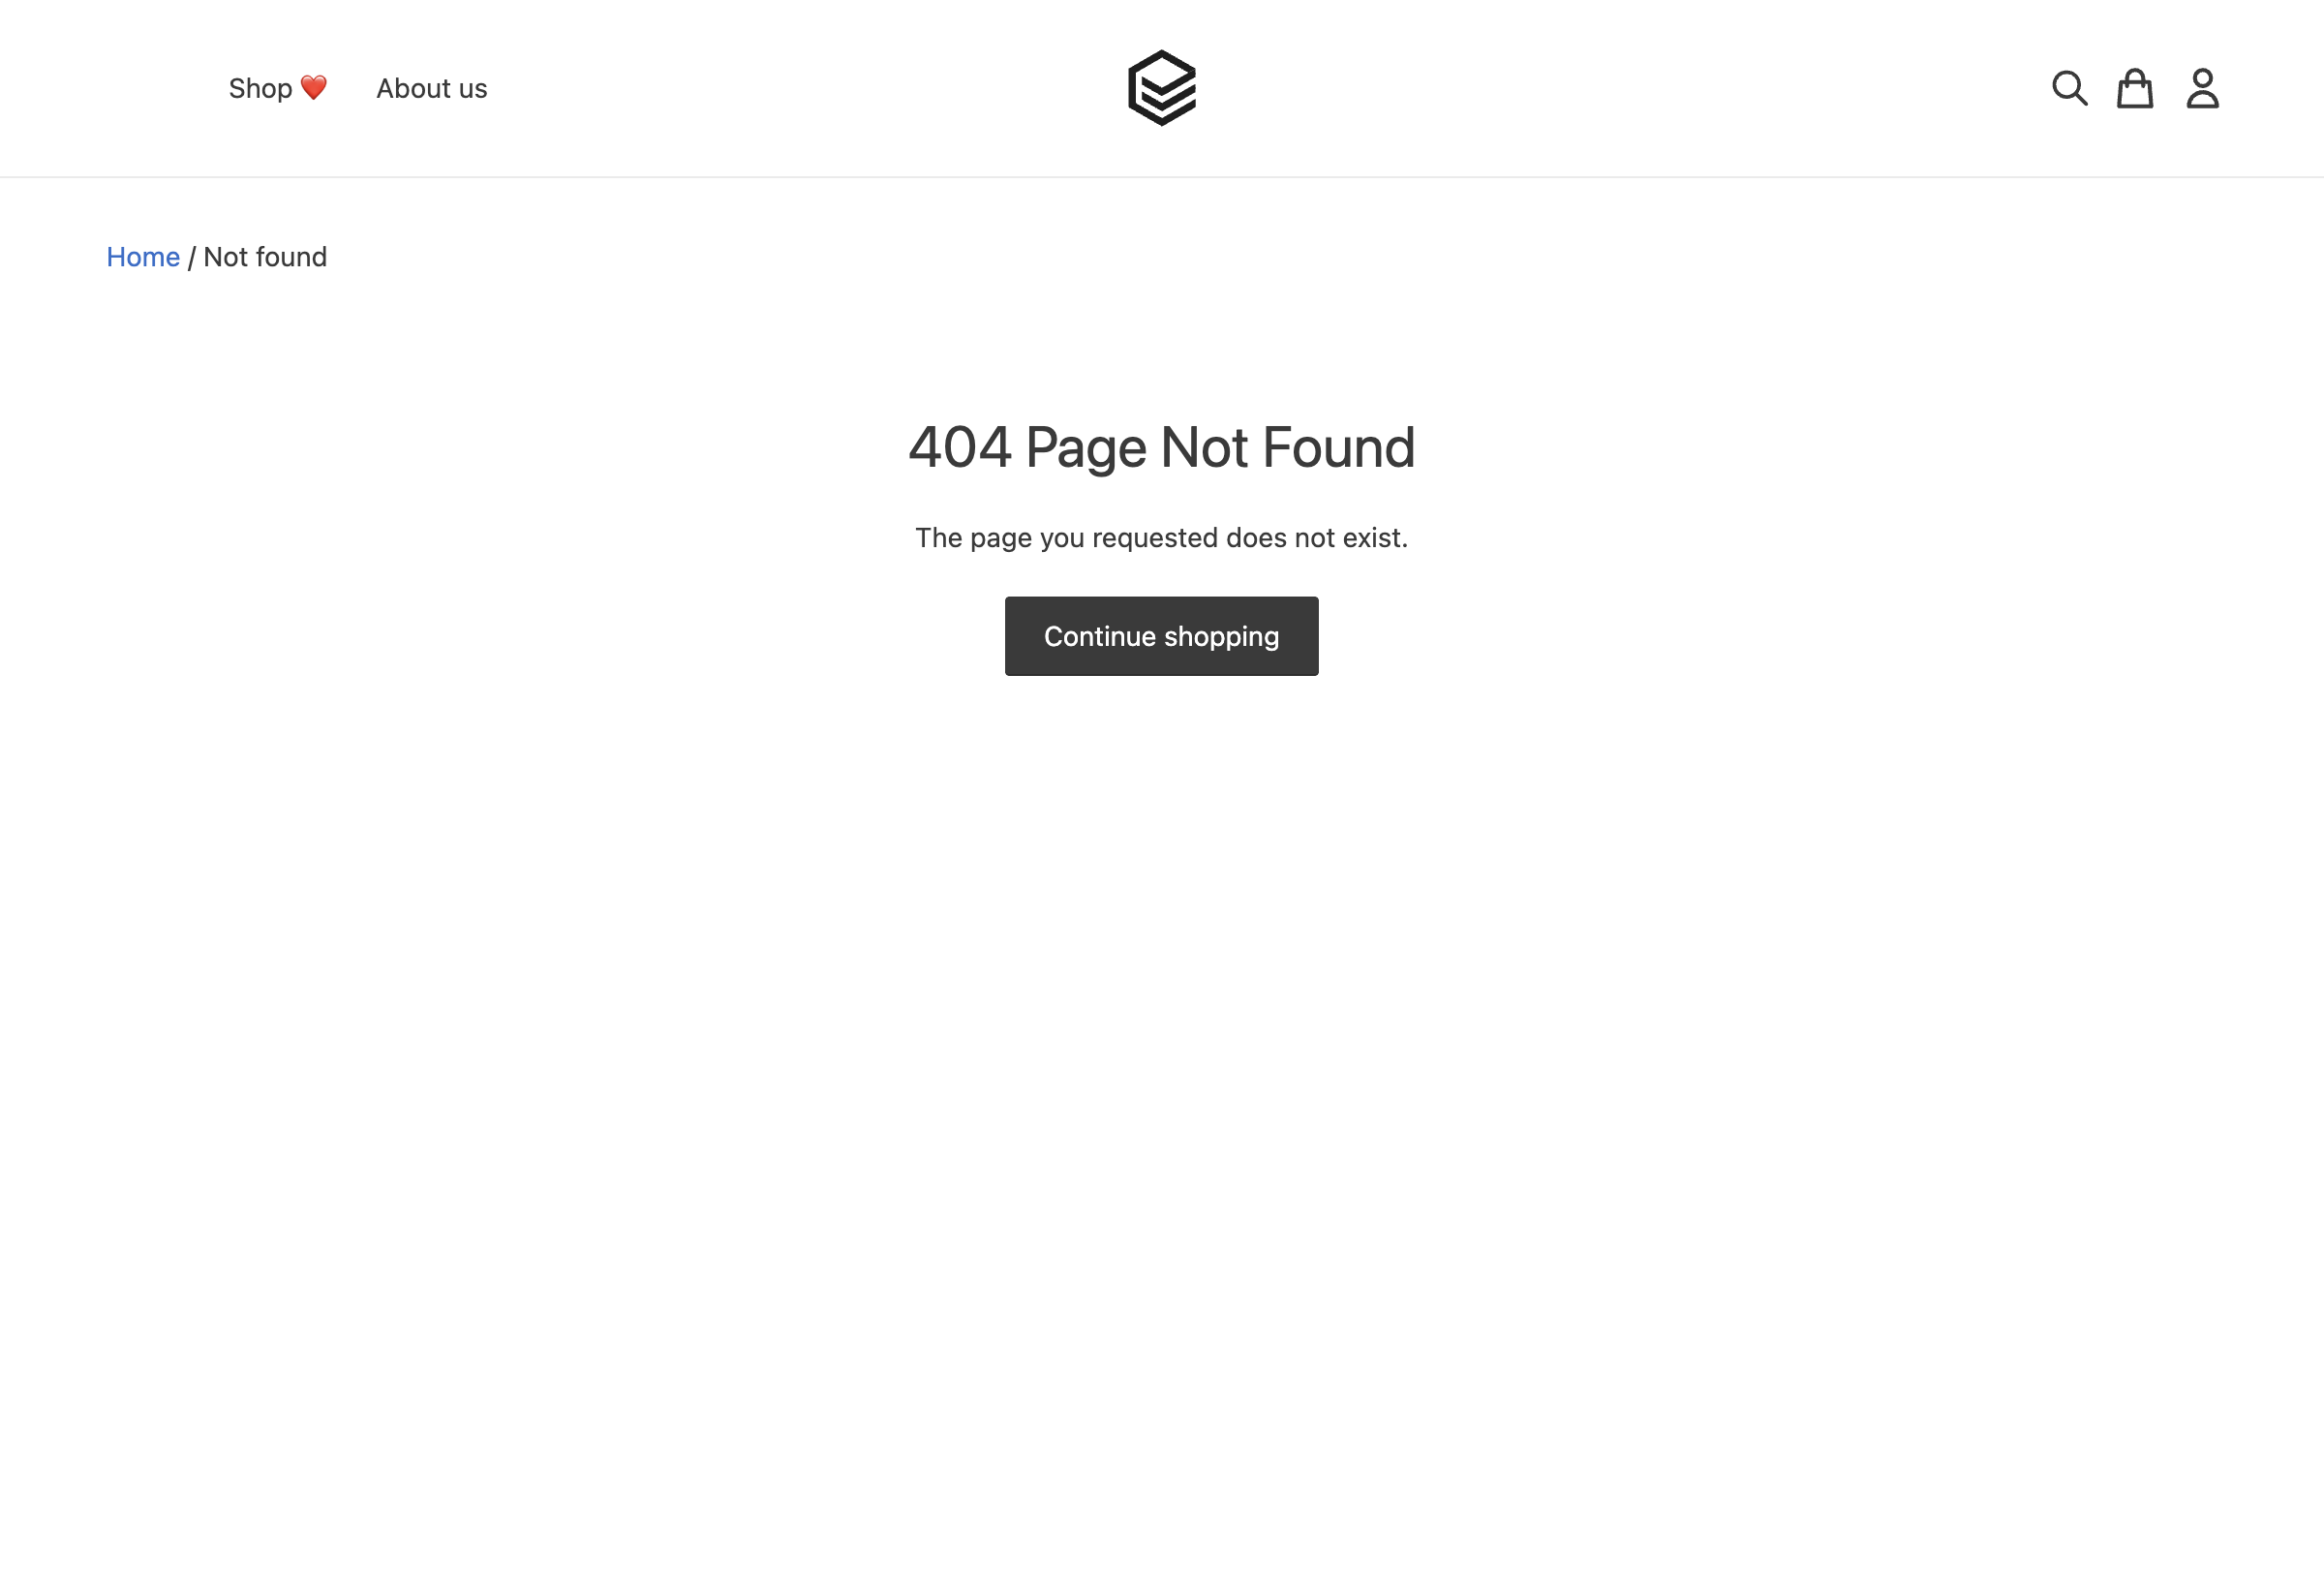 Shop ❤️ About us
Home / Not found
404 Page Not Found
The page you requested does not exist.
Continue shopping